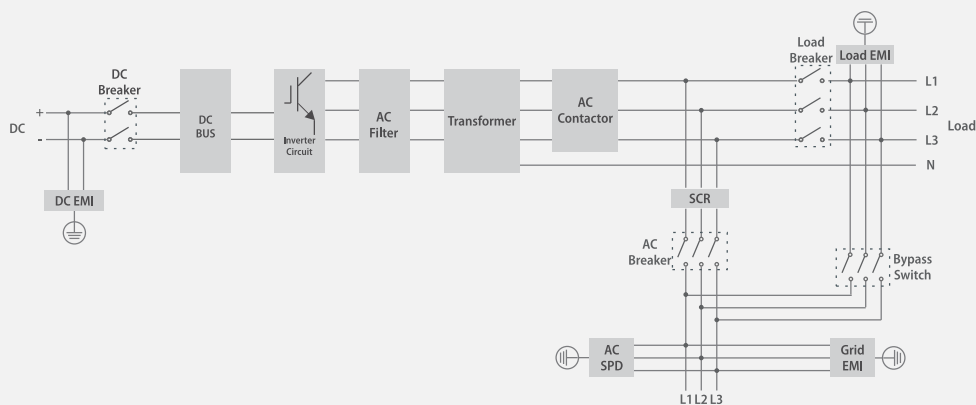 DC
Breaker
+
DC
-
DC EMI
DC
BUS
Inverter
Circuit
AC
Filter
Transformer
AC
Contactor
Load
Breaker
Load EMI
L1
L2
L3
Load
N
SCR
AC
Breaker
Bypass
Switch
AC
SPD
Grid
EMI
L1 L2 L3